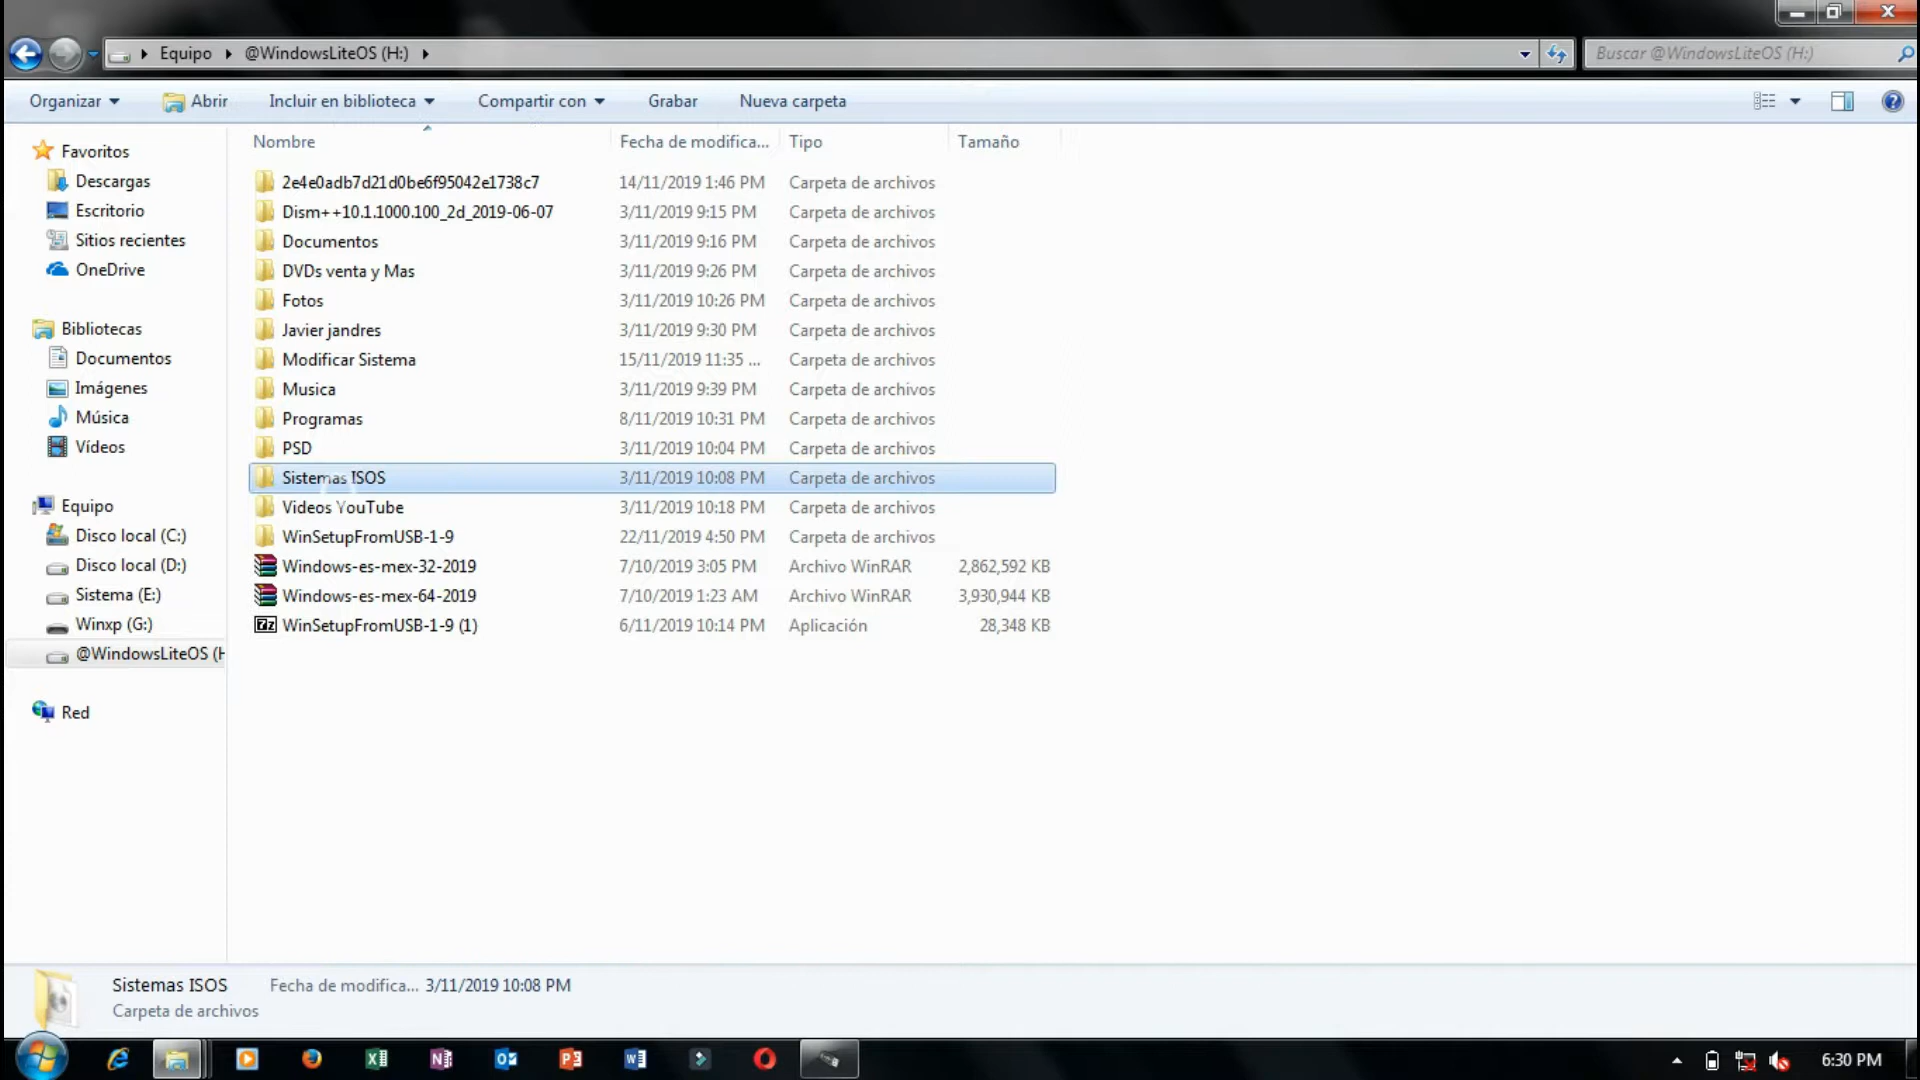 Equipo ▸ @WindowsLiteOS (H:) ▸
Buscar @WindowsLiteOS (H:)
Organizar Abrir Incluir en biblioteca Compartir con Grabar Nueva carpeta
Nombre Fecha de modifica... Tipo Tamaño
Favoritos
Descargas
Escritorio
Sitios recientes
OneDrive
Bibliotecas
Documentos
Imágenes
Música
Vídeos
Equipo
Disco local (C:)
Disco local (D:)
Sistema (E:)
Winxp (G:)
@WindowsLiteOS (H
Red
2e4e0adb7d21d0be6f95042e1738c7 14/11/2019 1:46 PM Carpeta de archivos
Dism++10.1.1000.100_2d_2019-06-07 3/11/2019 9:15 PM Carpeta de archivos
Documentos 3/11/2019 9:16 PM Carpeta de archivos
DVDs venta y Mas 3/11/2019 9:26 PM Carpeta de archivos
Fotos 3/11/2019 10:26 PM Carpeta de archivos
Javier jandres 3/11/2019 9:30 PM Carpeta de archivos
Modificar Sistema 15/11/2019 11:35 ... Carpeta de archivos
Musica 3/11/2019 9:39 PM Carpeta de archivos
Programas 8/11/2019 10:31 PM Carpeta de archivos
PSD 3/11/2019 10:04 PM Carpeta de archivos
Sistemas ISOS 3/11/2019 10:08 PM Carpeta de archivos
Videos YouTube 3/11/2019 10:18 PM Carpeta de archivos
WinSetupFromUSB-1-9 22/11/2019 4:50 PM Carpeta de archivos
Windows-es-mex-32-2019 7/10/2019 3:05 PM Archivo WinRAR 2,862,592 KB
Windows-es-mex-64-2019 7/10/2019 1:23 AM Archivo WinRAR 3,930,944 KB
WinSetupFromUSB-1-9 (1) 6/11/2019 10:14 PM Aplicación 28,348 KB
Sistemas ISOS Fecha de modifica... 3/11/2019 10:08 PM
Carpeta de archivos
6:30 PM